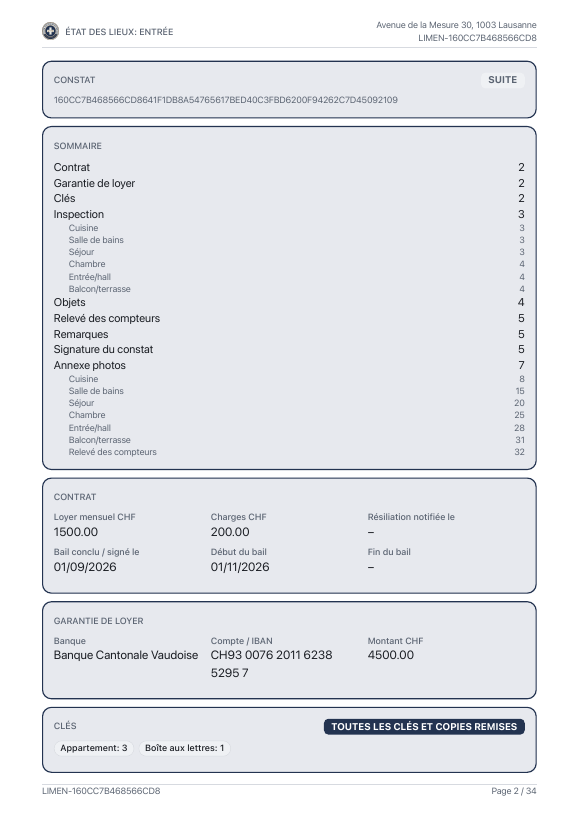 ÉTAT DES LIEUX: ENTRÉE
Avenue de la Mesure 30, 1003 Lausanne
LIMEN-160CC7B468566CD8
CONSTAT
SUITE
160CC7B468566CD8641F1DB8A54765617BED40C3FBD6200F94262C7D45092109
SOMMAIRE
Contrat 2
Garantie de loyer 2
Clés 2
Inspection 3
Cuisine 3
Salle de bains 3
Séjour 3
Chambre 4
Entrée/hall 4
Balcon/terrasse 4
Objets 4
Relevé des compteurs 5
Remarques 5
Signature du constat 5
Annexe photos 7
Cuisine 8
Salle de bains 15
Séjour 20
Chambre 25
Entrée/hall 28
Balcon/terrasse 31
Relevé des compteurs 32
CONTRAT
Loyer mensuel CHF Charges CHF Résiliation notifiée le
1500.00 200.00 –
Bail conclu / signé le Début du bail Fin du bail
01/09/2026 01/11/2026 –
GARANTIE DE LOYER
Banque Compte / IBAN Montant CHF
Banque Cantonale Vaudoise CH93 0076 2011 6238 4500.00
5295 7
CLÉS
TOUTES LES CLÉS ET COPIES REMISES
Appartement: 3 Boîte aux lettres: 1
LIMEN-160CC7B468566CD8
Page 2 / 34